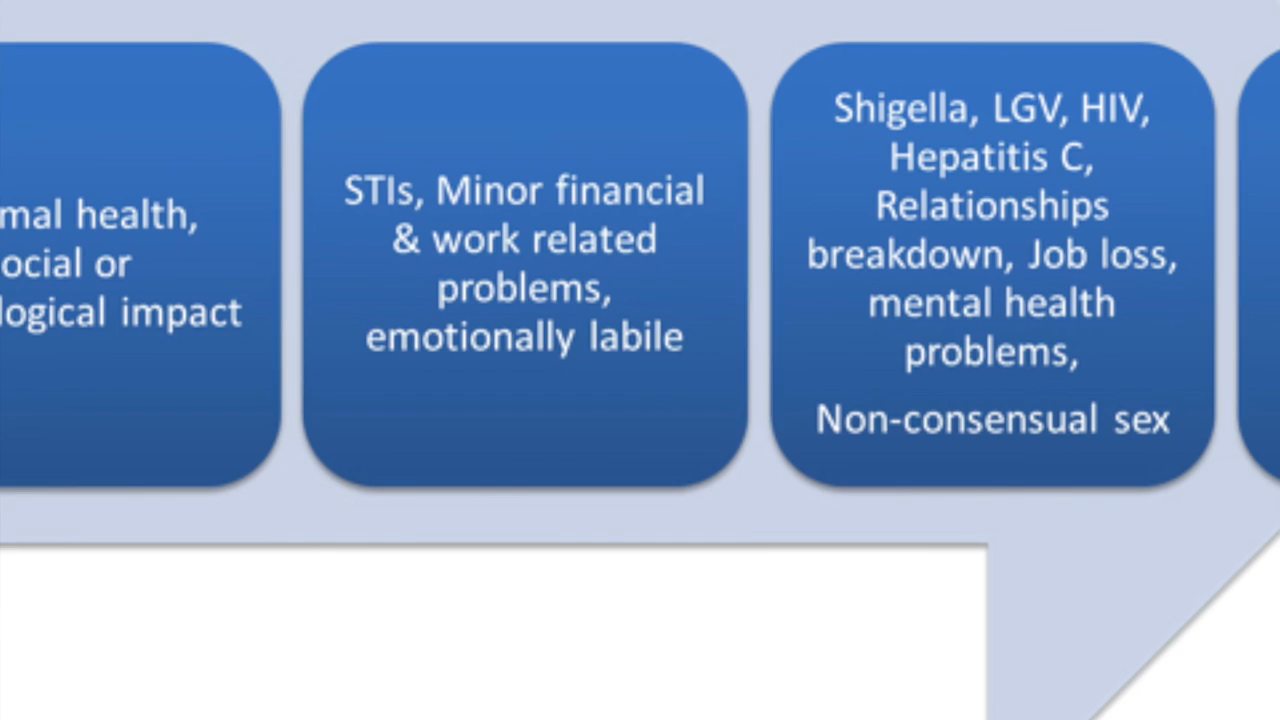 mal health,
ocial or
logical impact
STIs, Minor financial
& work related
problems,
emotionally labile
Shigella, LGV, HIV,
Hepatitis C,
Relationships
breakdown, Job loss,
mental health
problems,
Non-consensual sex